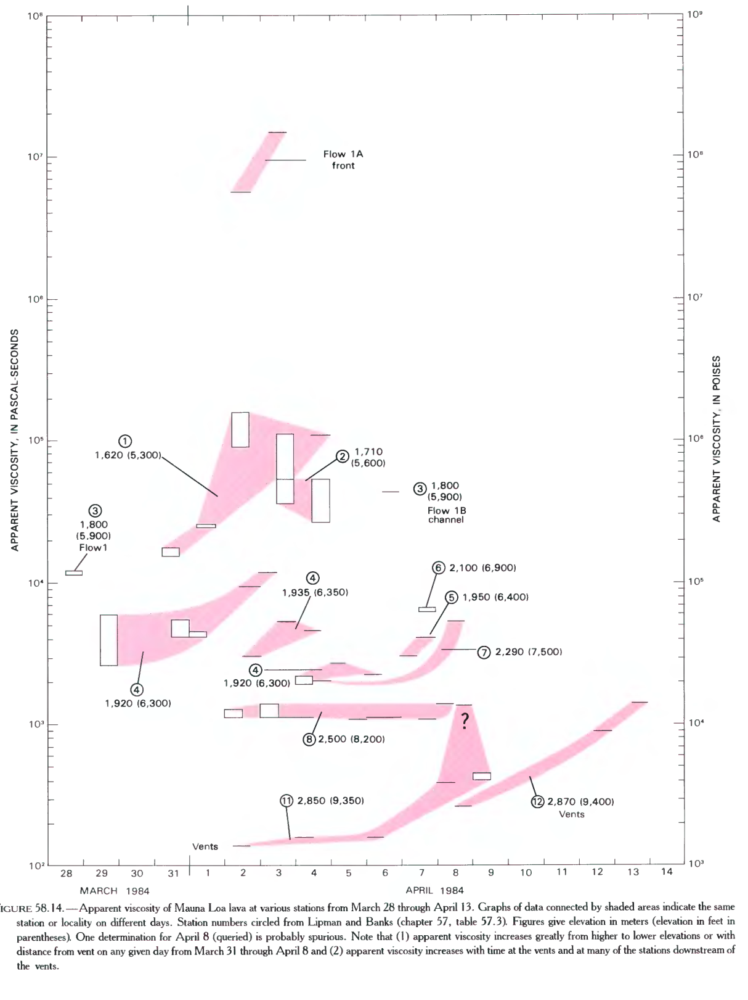 10⁸
10⁹
Flow 1A
front
10⁷
10⁸
10⁶
10⁷
APPARENT VISCOSITY, IN PASCAL-SECONDS
APPARENT VISCOSITY, IN POISES
10⁵
10⁶
①
1,620 (5,300)
② 1,710
(5,600)
③ 1,800
(5,900)
Flow 1B
channel
③
1,800
(5,900)
Flow 1
10⁴
10⁵
⑥ 2,100 (6,900)
④
1,935 (6,350)
⑤ 1,950 (6,400)
⑦ 2,290 (7,500)
④
1,920 (6,300)
④
1,920 (6,300)
10³
10⁴
?
⑧ 2,500 (8,200)
⑪ 2,850 (9,350)
⑫ 2,870 (9,400)
Vents
Vents
10²
10³
28 29 30 31 1 2 3 4 5 6 7 8 9 10 11 12 13 14
MARCH 1984 APRIL 1984
IGURE 58.14.—Apparent viscosity of Mauna Loa lava at various stations from March 28 through April 13. Graphs of data connected by shaded areas indicate the same
station or locality on different days. Station numbers circled from Lipman and Banks (chapter 57, table 57.3). Figures give elevation in meters (elevation in feet in
parentheses). One determination for April 8 (queried) is probably spurious. Note that (1) apparent viscosity increases greatly from higher to lower elevations or with
distance from vent on any given day from March 31 through April 8 and (2) apparent viscosity increases with time at the vents and at many of the stations downstream of
the vents.